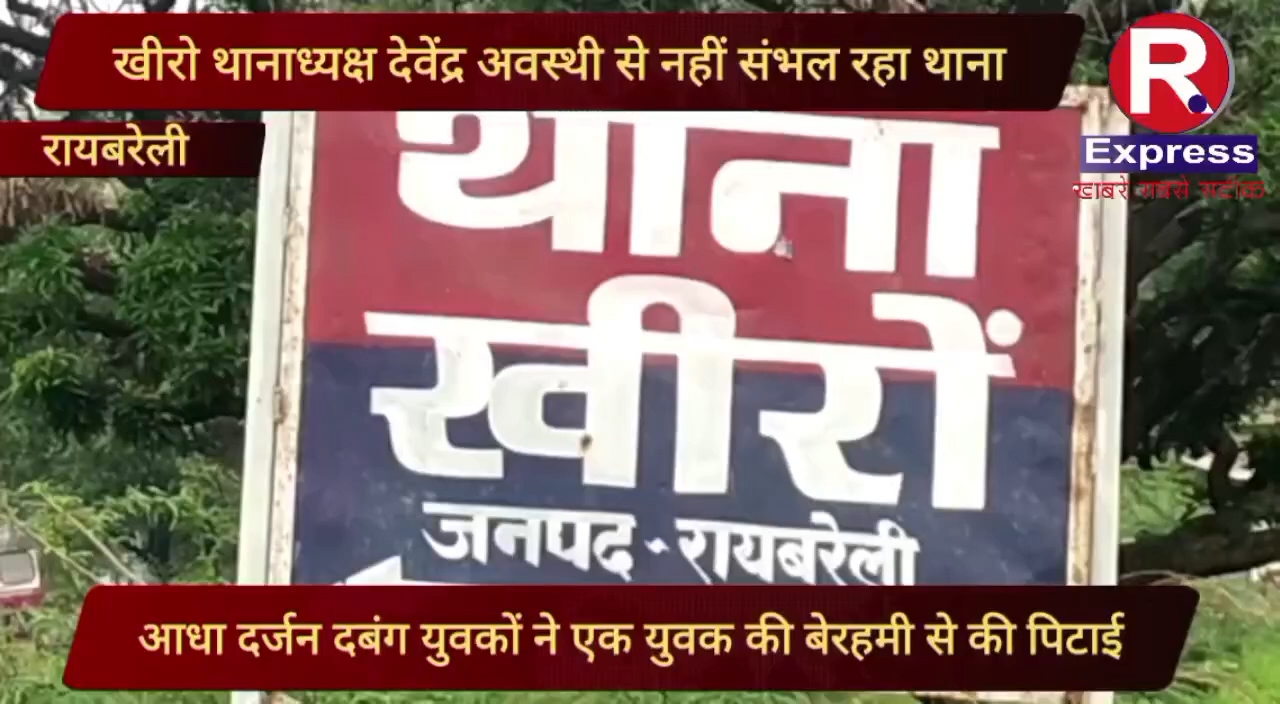 खीरो थानाध्यक्ष देवेंद्र अवस्थी से नहीं संभल रहा थाना
R.
Express
रायबरेली
थाना
खीरों
जनपद - रायबरेली
आधा दर्जन दबंग युवकों ने एक युवक की बेरहमी से की पिटाई